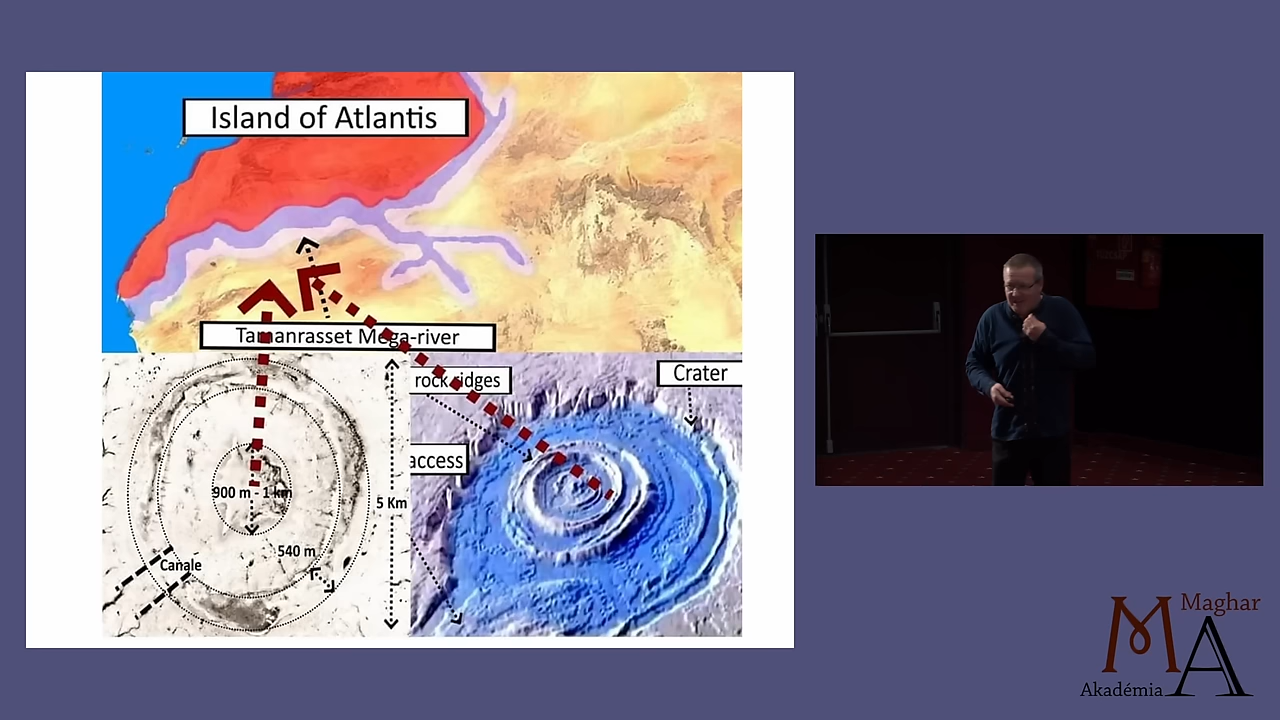 Island of Atlantis
Tamanrasset Mega-river
rock ridges
Crater
access
900 m - 1 km
5 Km
540 m
Canale
Maghar
MA
Akadémia